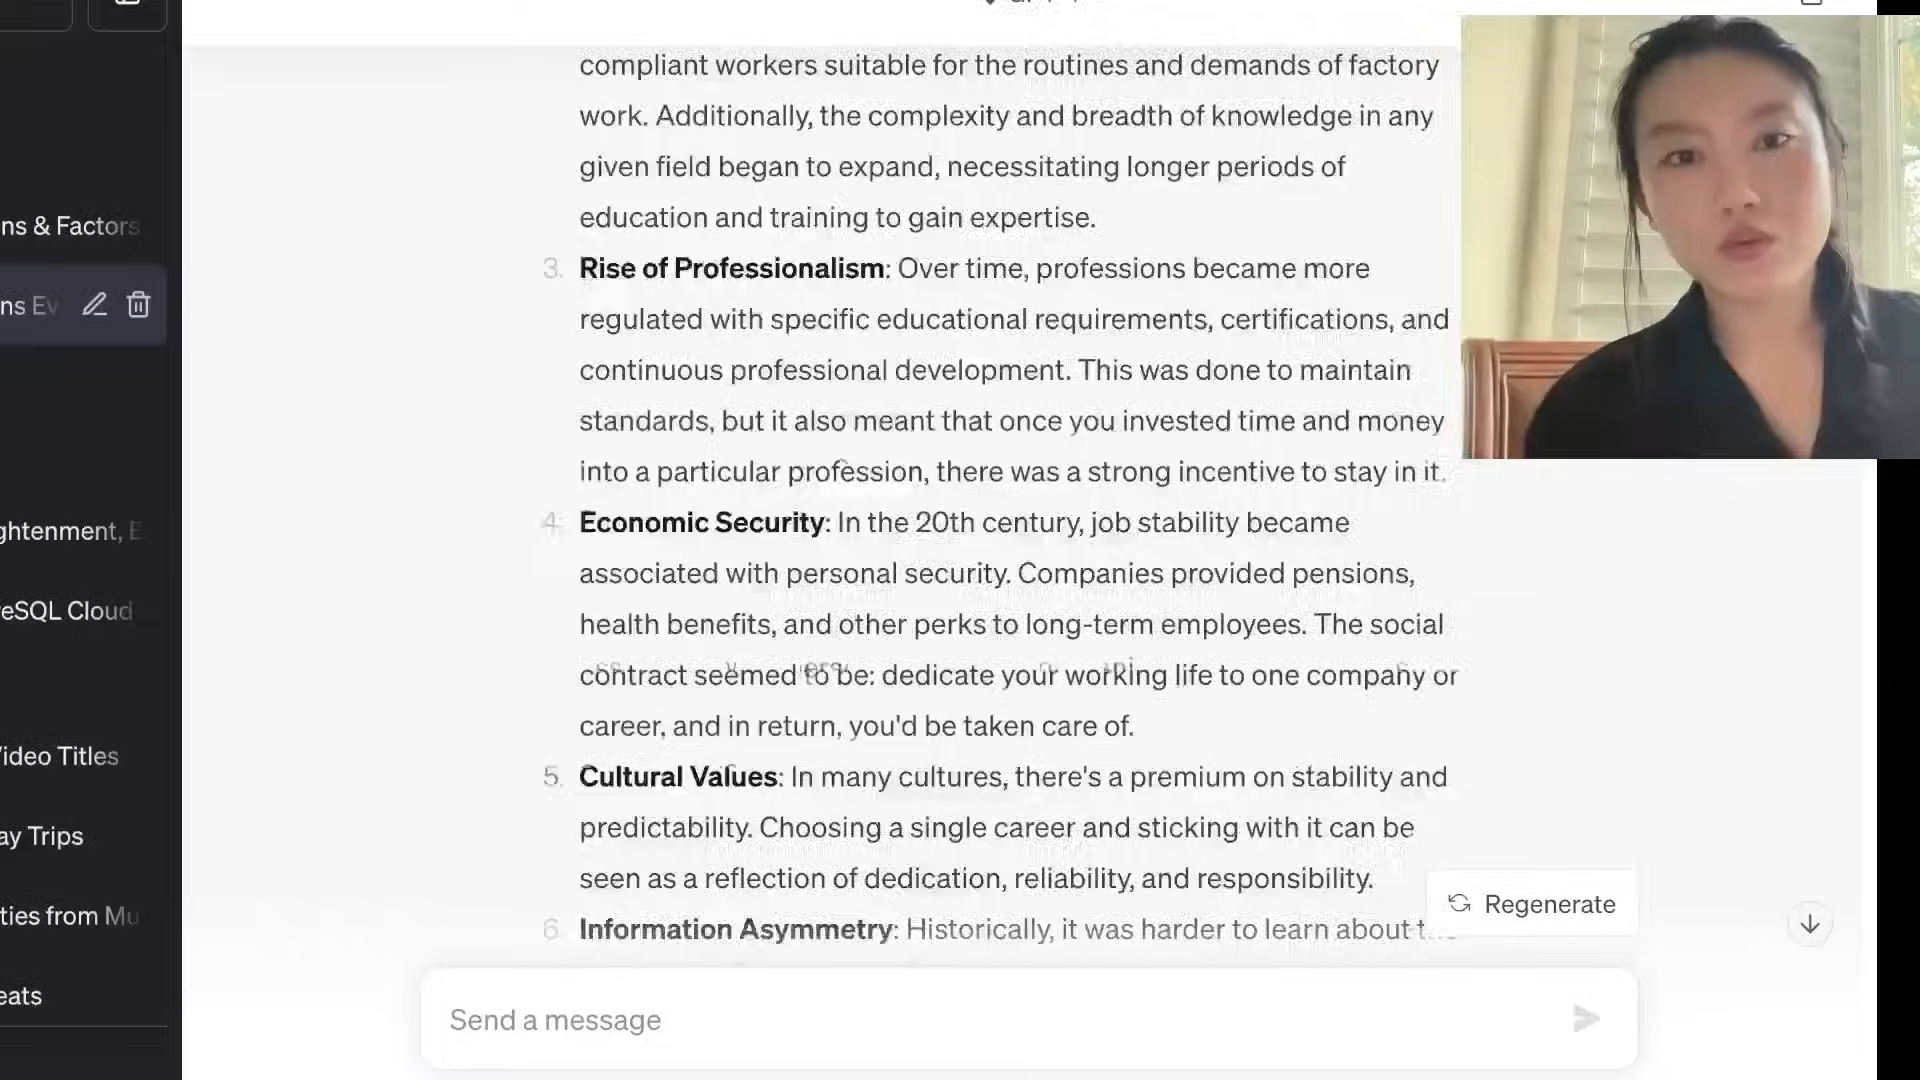 ns & Factors
ns Ev
ghtenment, E
eSQL Cloud
ideo Titles
ay Trips
ties from Mu
eats
compliant workers suitable for the routines and demands of factory
work. Additionally, the complexity and breadth of knowledge in any
given field began to expand, necessitating longer periods of
education and training to gain expertise.
3. Rise of Professionalism: Over time, professions became more
regulated with specific educational requirements, certifications, and
continuous professional development. This was done to maintain
standards, but it also meant that once you invested time and money
into a particular profession, there was a strong incentive to stay in it.
4. Economic Security: In the 20th century, job stability became
associated with personal security. Companies provided pensions,
health benefits, and other perks to long-term employees. The social
contract seemed to be: dedicate your working life to one company or
career, and in return, you'd be taken care of.
5. Cultural Values: In many cultures, there's a premium on stability and
predictability. Choosing a single career and sticking with it can be
seen as a reflection of dedication, reliability, and responsibility.
6. Information Asymmetry: Historically, it was harder to learn about
Regenerate
Send a message